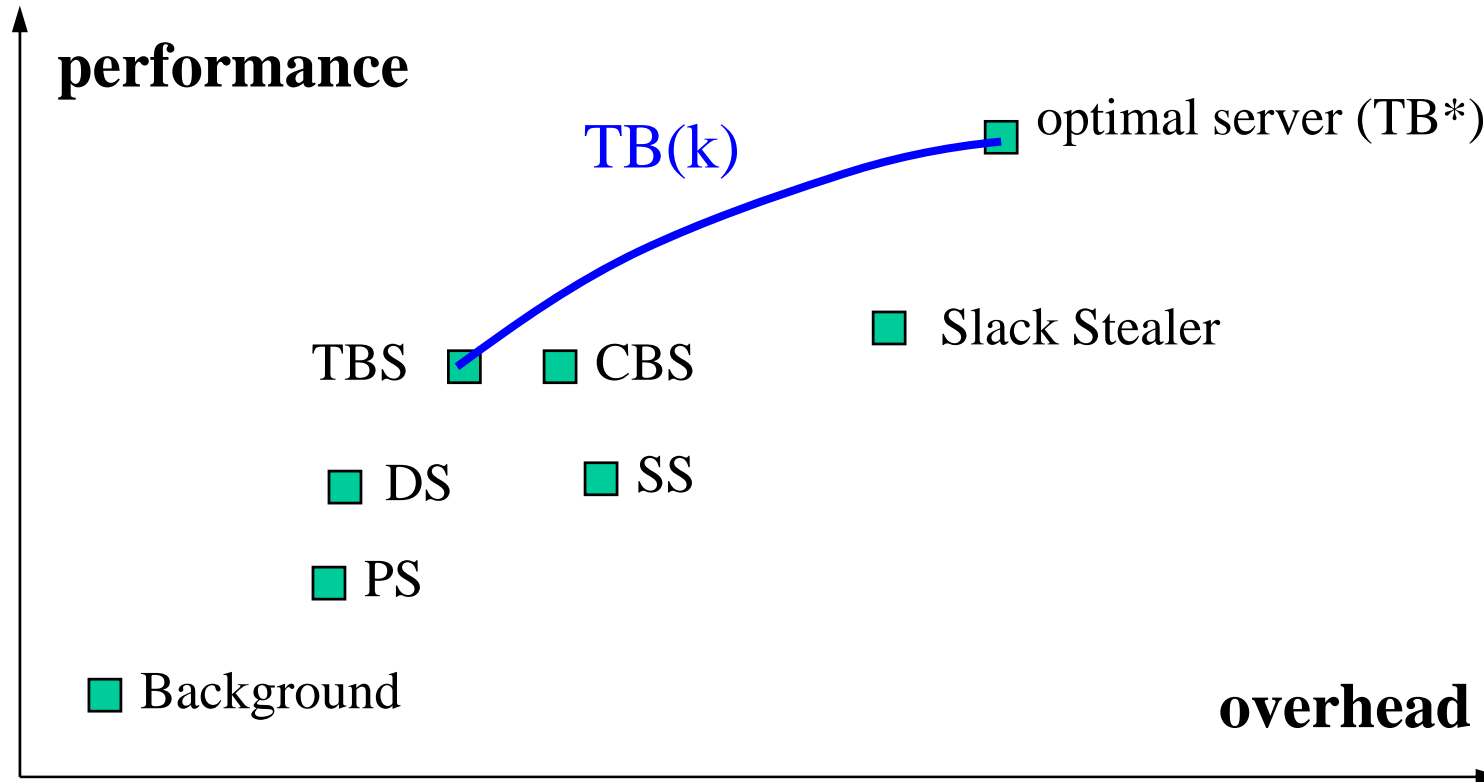 performance
optimal server (TB*)
TB(k)
Slack Stealer
TBS
CBS
DS
SS
PS
Background
overhead